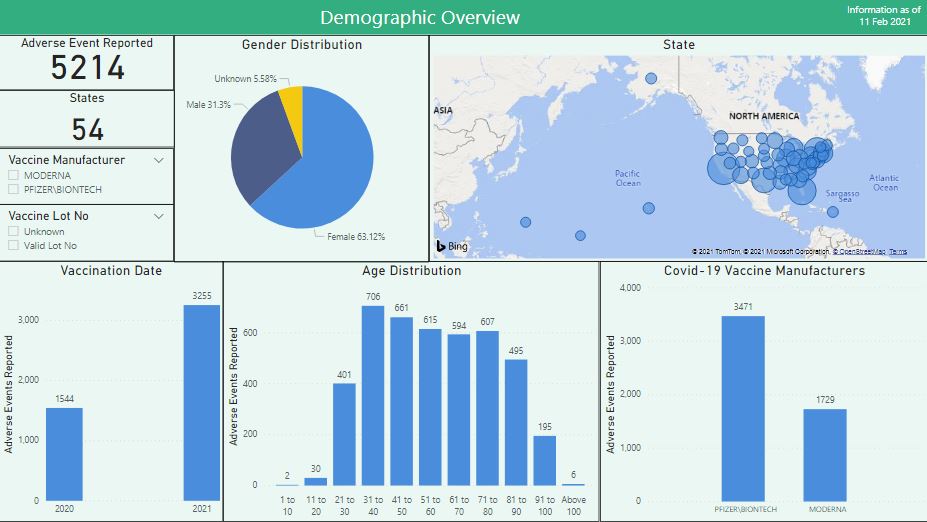 Demographic Overview
Information as of
11 Feb 2021
Adverse Event Reported
5214
States
54
Vaccine Manufacturer
MODERNA
PFIZER\BIONTECH
Vaccine Lot No
Unknown
Valid Lot No
Gender Distribution
Unknown 5.58%
Male 31.3%
Female 63.12%
State
ASIA
NORTH AMERICA
Pacific
Ocean
Atlantic
Ocean
Sargasso
Sea
Bing
© 2021 TomTom, © 2021 Microsoft Corporation, © OpenStreetMap Terms
Vaccination Date
Adverse Events Reported
3,000
2,000
1,000
0
1544
3255
2020
2021
Age Distribution
Adverse Events Reported
600
400
200
0
2
30
401
706
661
615
594
607
495
195
6
1 to
10
11 to
20
21 to
30
31 to
40
41 to
50
51 to
60
61 to
70
71 to
80
81 to
90
91 to
100
Above
100
Covid-19 Vaccine Manufacturers
Adverse Events Reported
4,000
3,000
2,000
1,000
0
3471
1729
PFIZER\BIONTECH
MODERNA